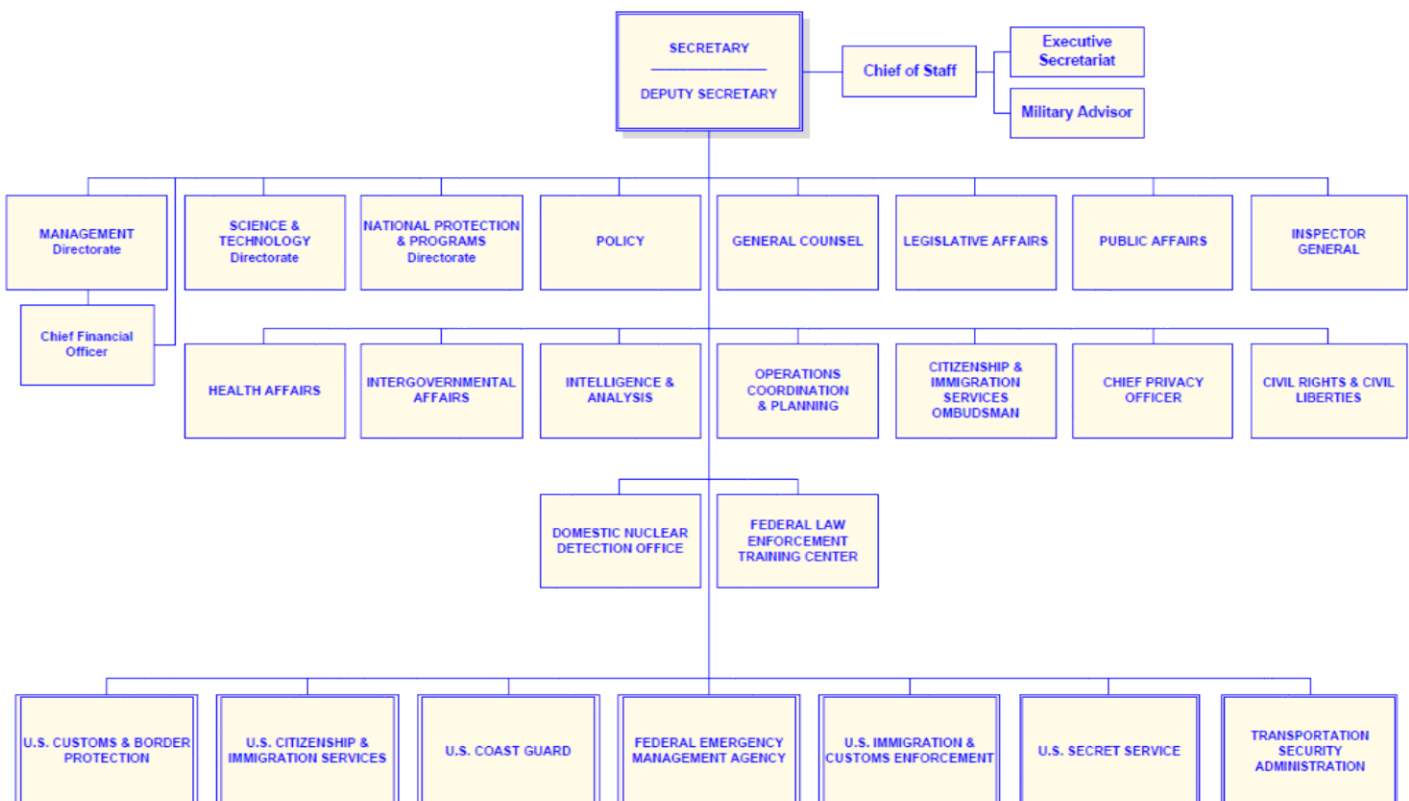 SECRETARY
DEPUTY SECRETARY
Chief of Staff
Executive
Secretariat
Military Advisor
MANAGEMENT
Directorate
SCIENCE &
TECHNOLOGY
Directorate
NATIONAL PROTECTION
& PROGRAMS
Directorate
POLICY
GENERAL COUNSEL
LEGISLATIVE AFFAIRS
PUBLIC AFFAIRS
INSPECTOR
GENERAL
Chief Financial
Officer
HEALTH AFFAIRS
INTERGOVERNMENTAL
AFFAIRS
INTELLIGENCE &
ANALYSIS
OPERATIONS
COORDINATION
& PLANNING
CITIZENSHIP &
IMMIGRATION
SERVICES
OMBUDSMAN
CHIEF PRIVACY
OFFICER
CIVIL RIGHTS & CIVIL
LIBERTIES
DOMESTIC NUCLEAR
DETECTION OFFICE
FEDERAL LAW
ENFORCEMENT
TRAINING CENTER
U.S. CUSTOMS & BORDER
PROTECTION
U.S. CITIZENSHIP &
IMMIGRATION SERVICES
U.S. COAST GUARD
FEDERAL EMERGENCY
MANAGEMENT AGENCY
U.S. IMMIGRATION &
CUSTOMS ENFORCEMENT
U.S. SECRET SERVICE
TRANSPORTATION
SECURITY
ADMINISTRATION